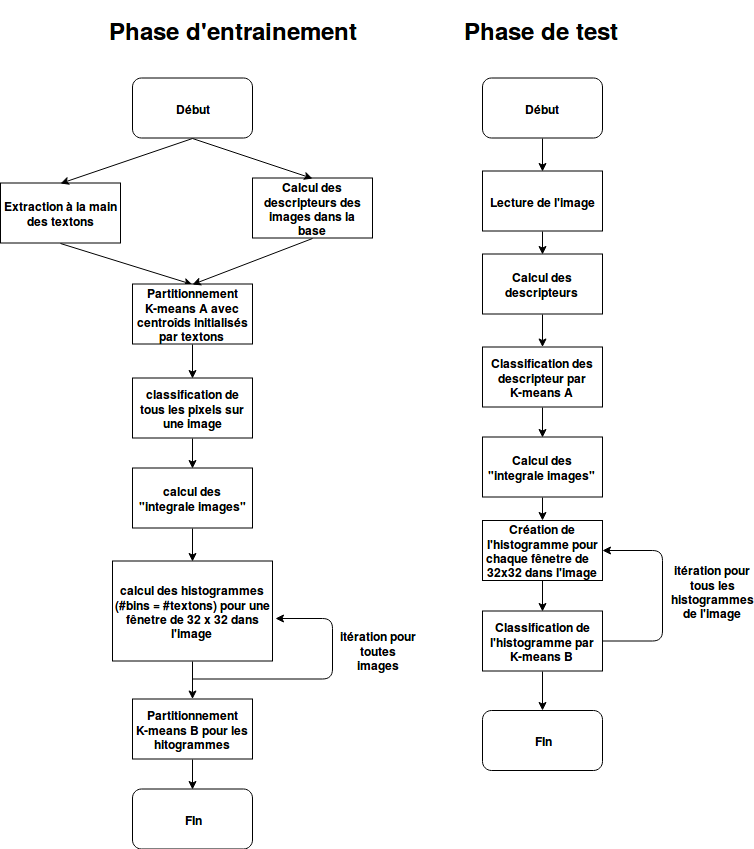 Phase d'entrainement
Début
Extraction à la main
des textons
Calcul des
descripteurs des
images dans la
base
Partitionnement
K-means A avec
centroïds initialisés
par textons
classification de
tous les pixels sur
une image
calcul des
"integrale images"
calcul des histogrammes
(#bins = #textons) pour une
fênetre de 32 x 32 dans
l'image
itération pour
toutes
images
Partitionnement
K-means B pour les
hitogrammes
Fin
Phase de test
Début
Lecture de l'image
Calcul des
descripteurs
Classification des
descripteur par
K-means A
Calcul des
"integrale images"
Création de
l'histogramme pour
chaque fênetre de
32x32 dans l'image
itération pour
tous les
histogrammes
de l'image
Classification de
l'histogramme par
K-means B
Fin